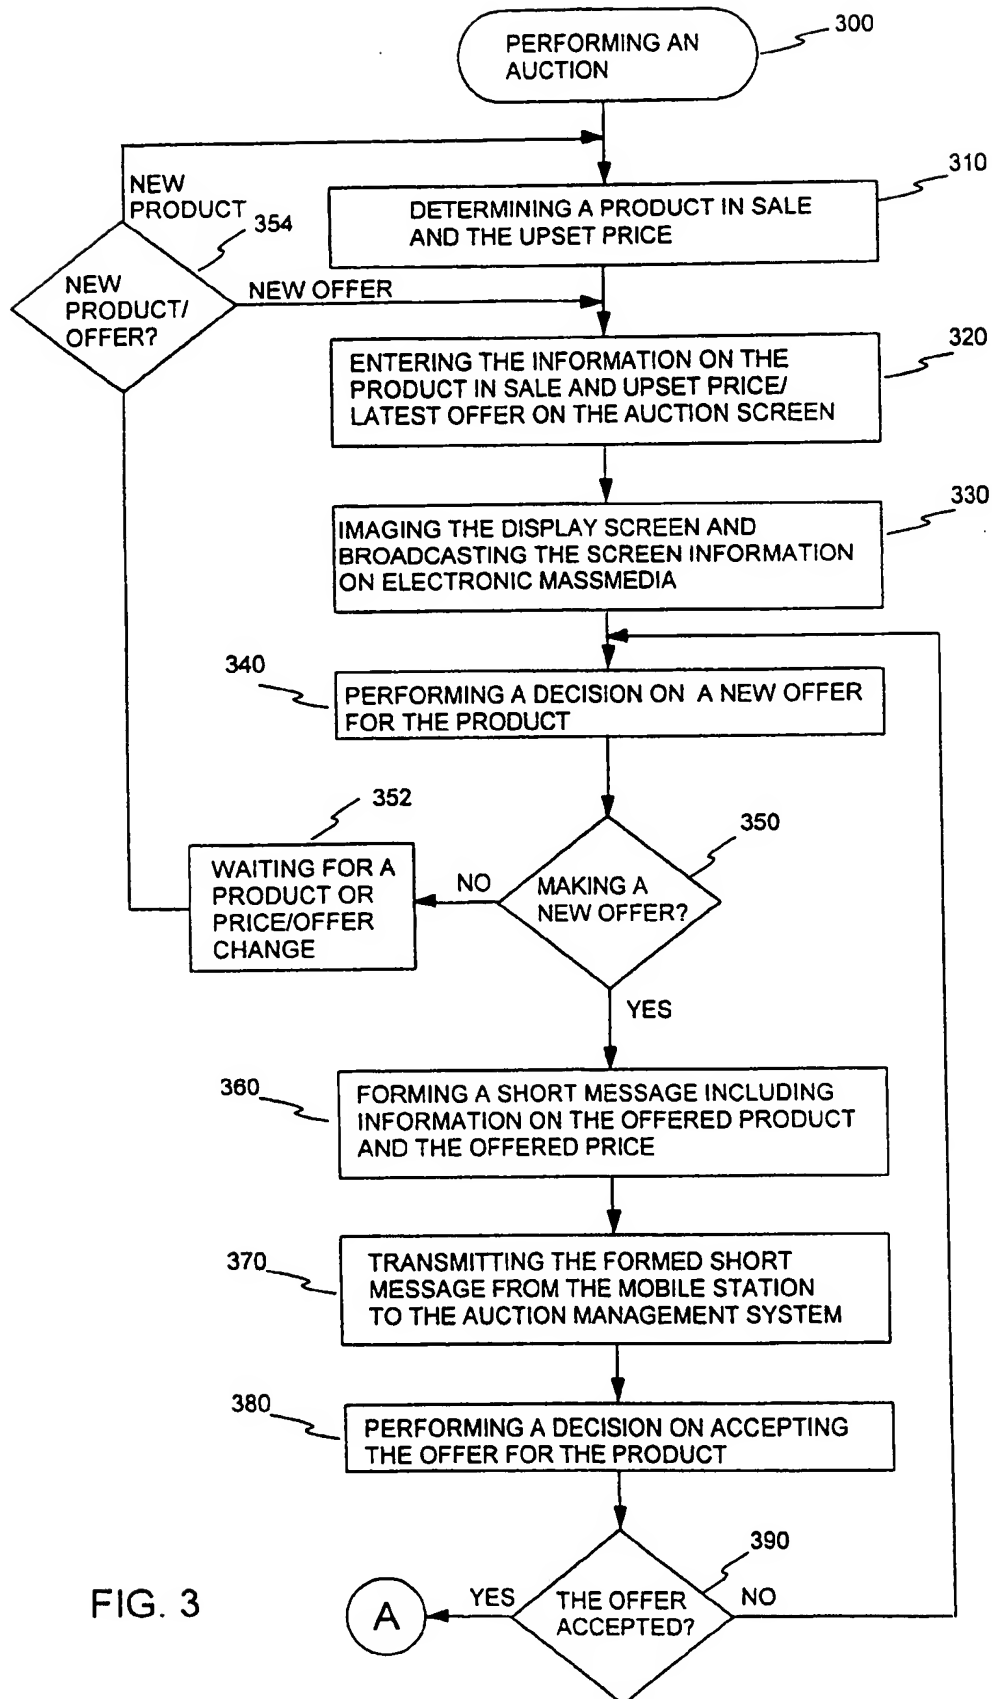 PERFORMING AN
AUCTION
300
NEW
PRODUCT
354
310
DETERMINING A PRODUCT IN SALE
AND THE UPSET PRICE
NEW
PRODUCT/
OFFER?
NEW OFFER
320
ENTERING THE INFORMATION ON THE
PRODUCT IN SALE AND UPSET PRICE/
LATEST OFFER ON THE AUCTION SCREEN
330
IMAGING THE DISPLAY SCREEN AND
BROADCASTING THE SCREEN INFORMATION
ON ELECTRONIC MASSMEDIA
340
PERFORMING A DECISION ON A NEW OFFER
FOR THE PRODUCT
352
350
WAITING FOR A
PRODUCT OR
PRICE/OFFER
CHANGE
NO
MAKING A
NEW OFFER?
YES
360
FORMING A SHORT MESSAGE INCLUDING
INFORMATION ON THE OFFERED PRODUCT
AND THE OFFERED PRICE
370
TRANSMITTING THE FORMED SHORT
MESSAGE FROM THE MOBILE STATION
TO THE AUCTION MANAGEMENT SYSTEM
380
PERFORMING A DECISION ON ACCEPTING
THE OFFER FOR THE PRODUCT
390
FIG. 3
A
YES
THE OFFER
ACCEPTED?
NO